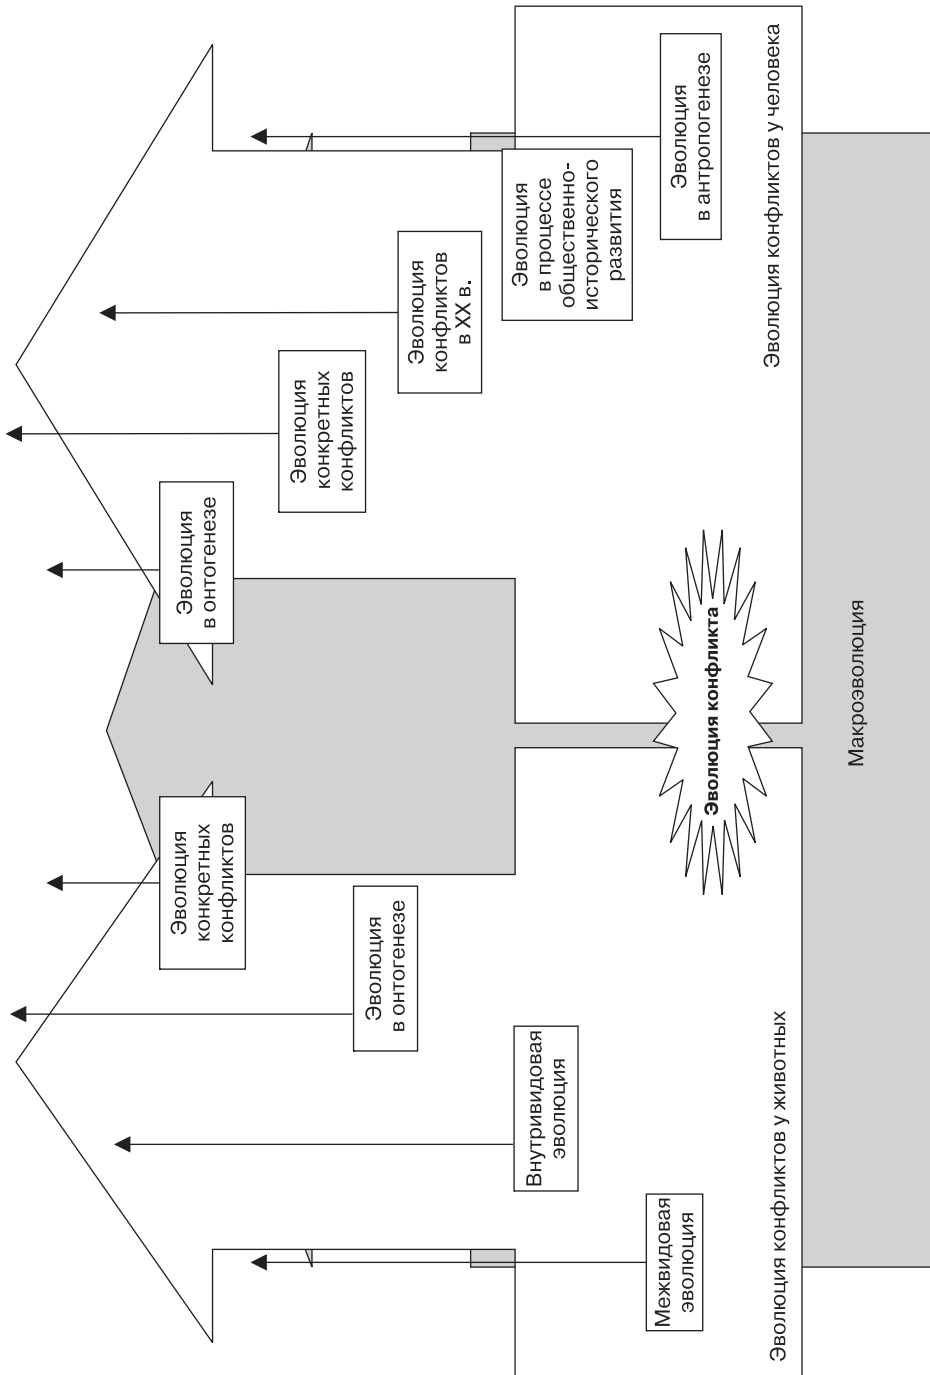 Эволюция конфликтов у животных
Эволюция конфликтов у человека
Межвидовая
эволюция
Внутривидовая
эволюция
Эволюция
в онтогенезе
Эволюция
конкретных
конфликтов
Эволюция
в онтогенезе
Эволюция
конкретных
конфликтов
Эволюция
конфликтов
в XX в.
Эволюция
в процессе
общественно-
исторического
развития
Эволюция
в антропогенезе
Эволюция конфликта
Макроэволюция